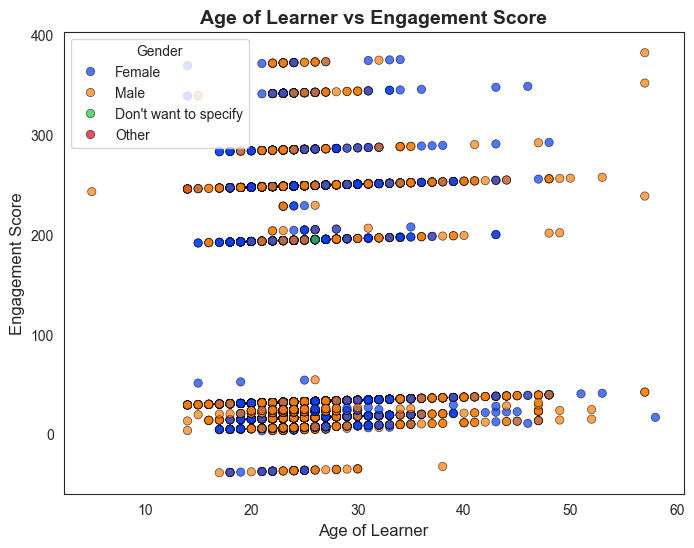 Age of Learner vs Engagement Score
Gender
Female
Male
Don't want to specify
Other
Engagement Score
400
300
200
100
0
10
20
30
40
50
60
Age of Learner